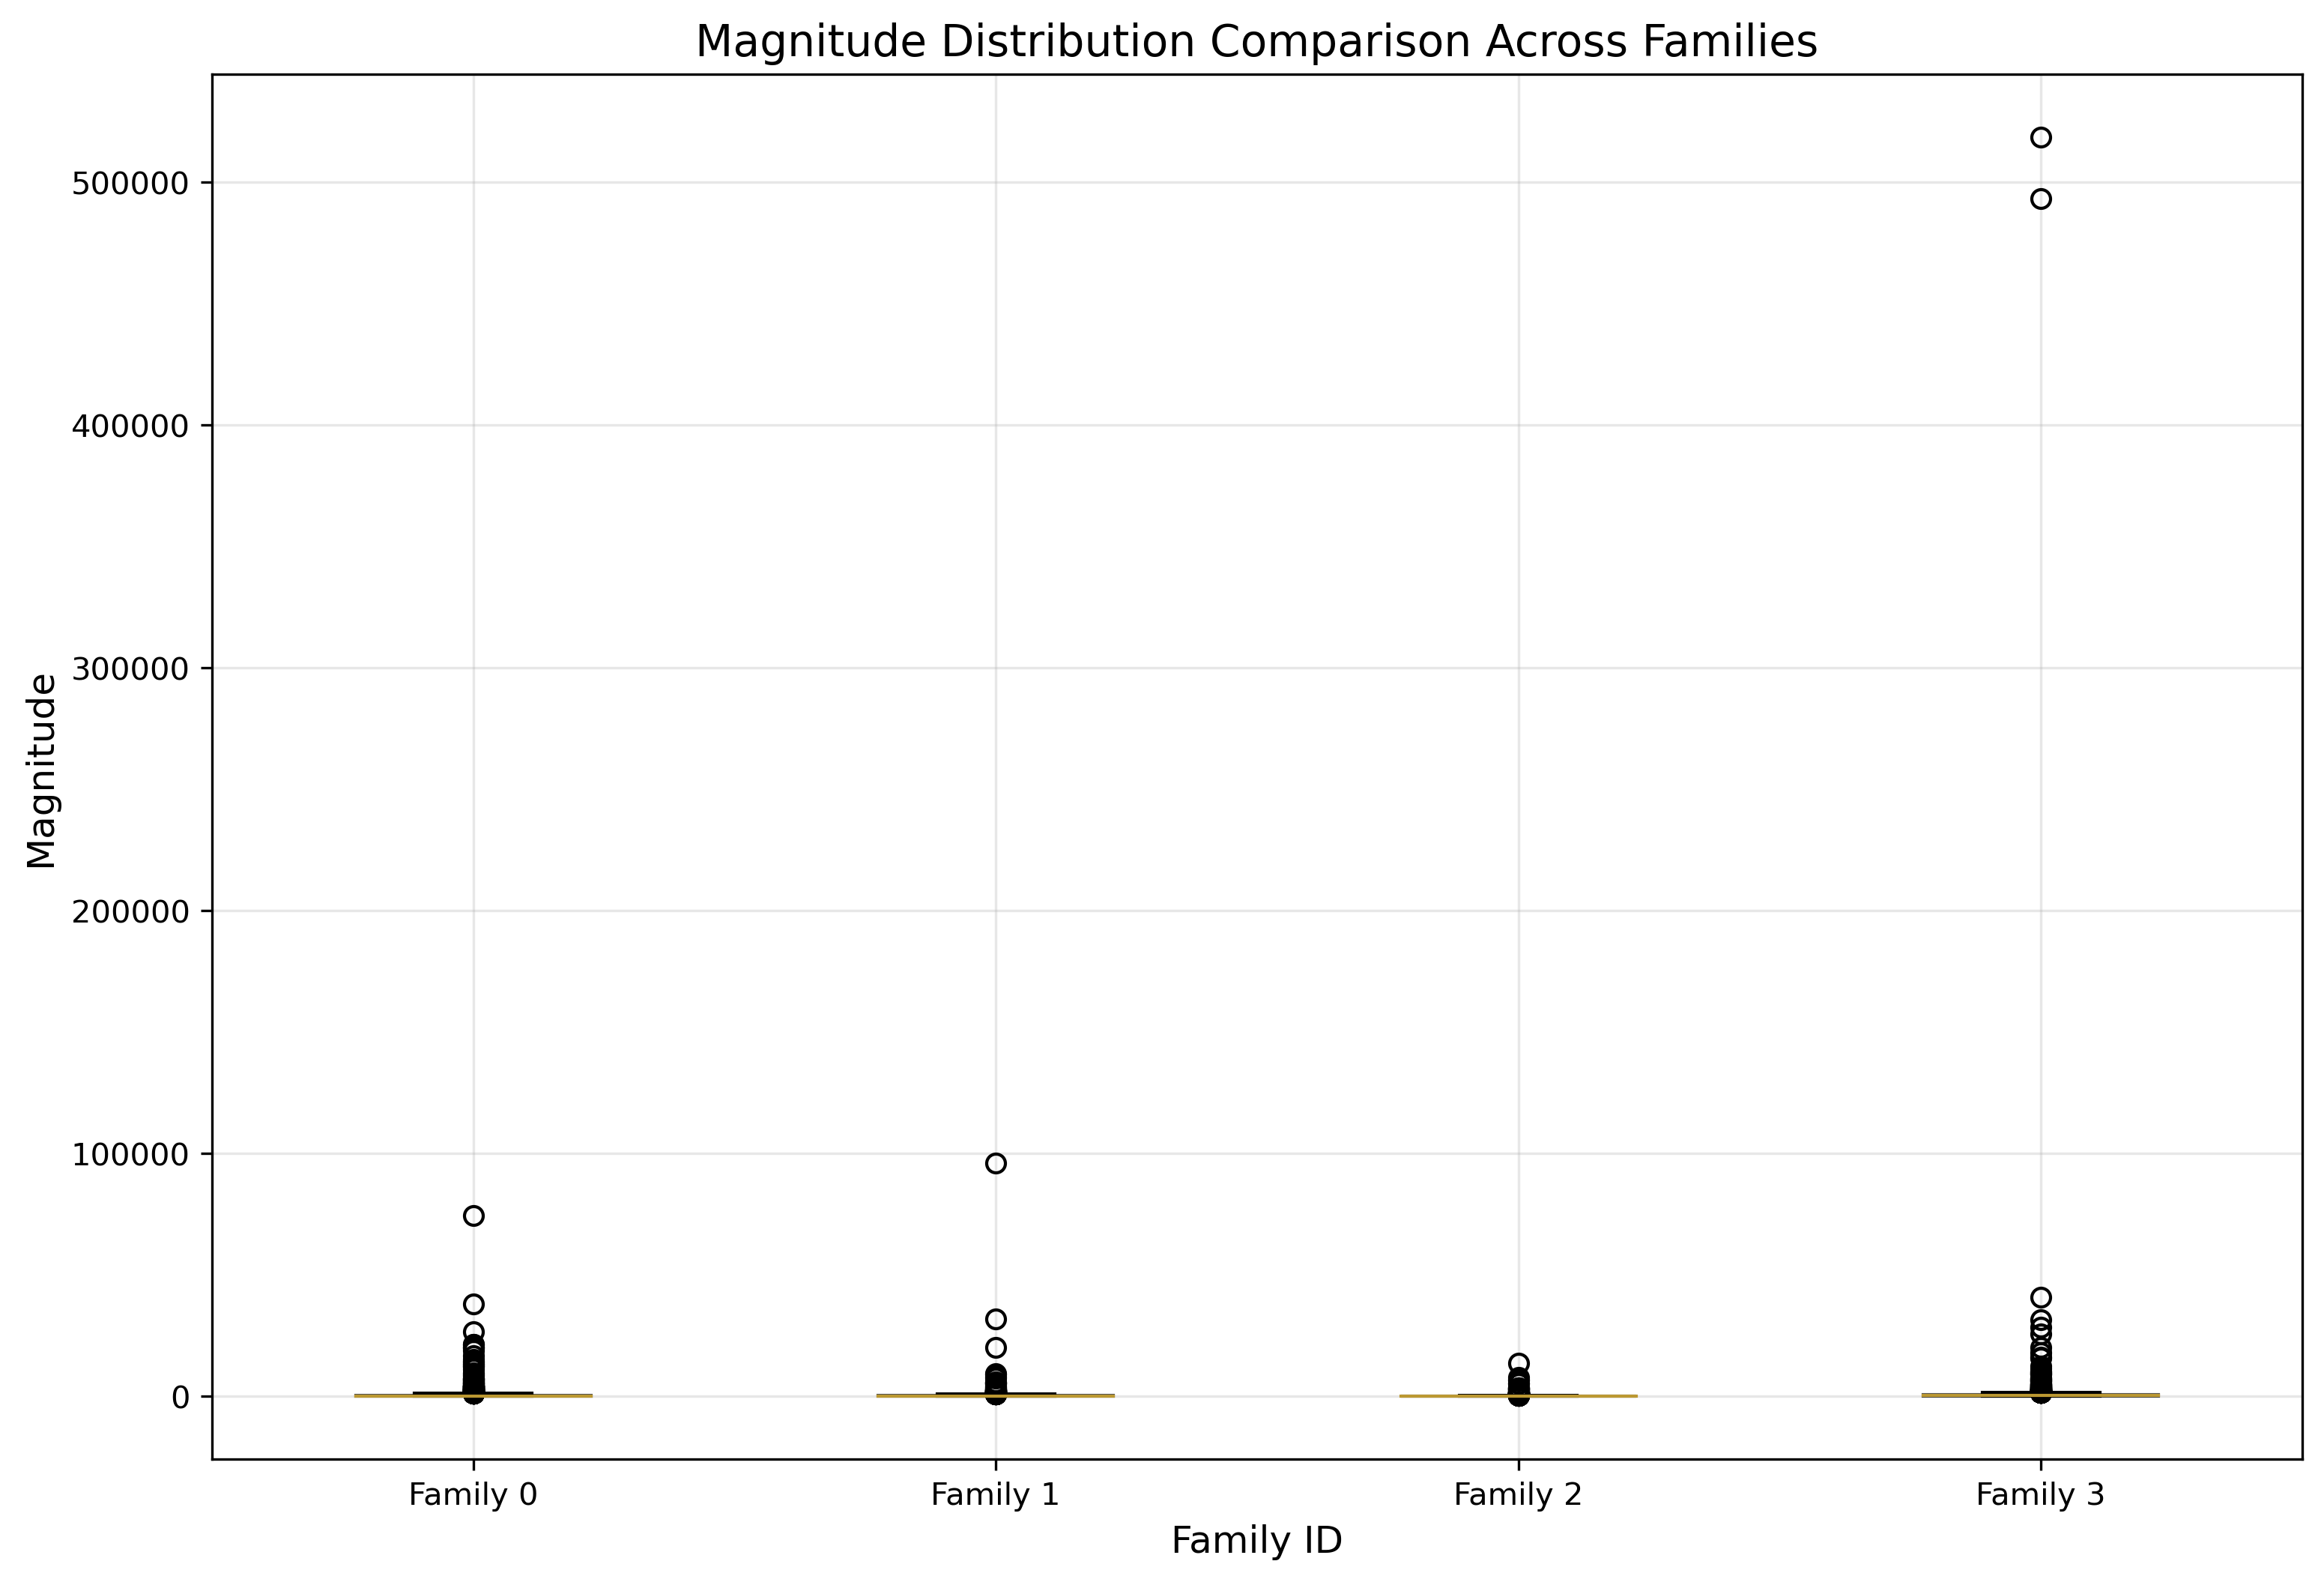 Magnitude Distribution Comparison Across Families
500000
400000
300000
200000
100000
0
Magnitude
Family 0
Family 1
Family 2
Family 3
Family ID